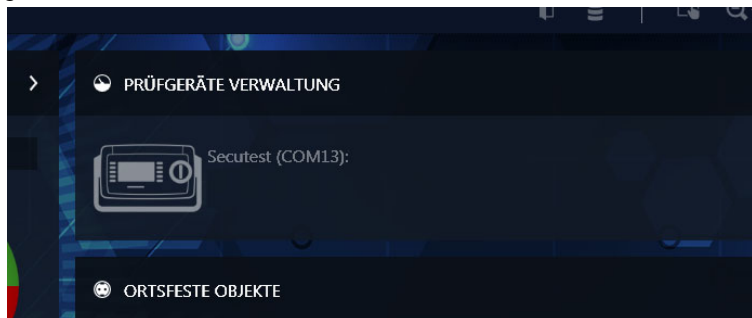 PRÜFGERÄTE VERWALTUNG
Secutest (COM13):
ORTSFESTE OBJEKTE